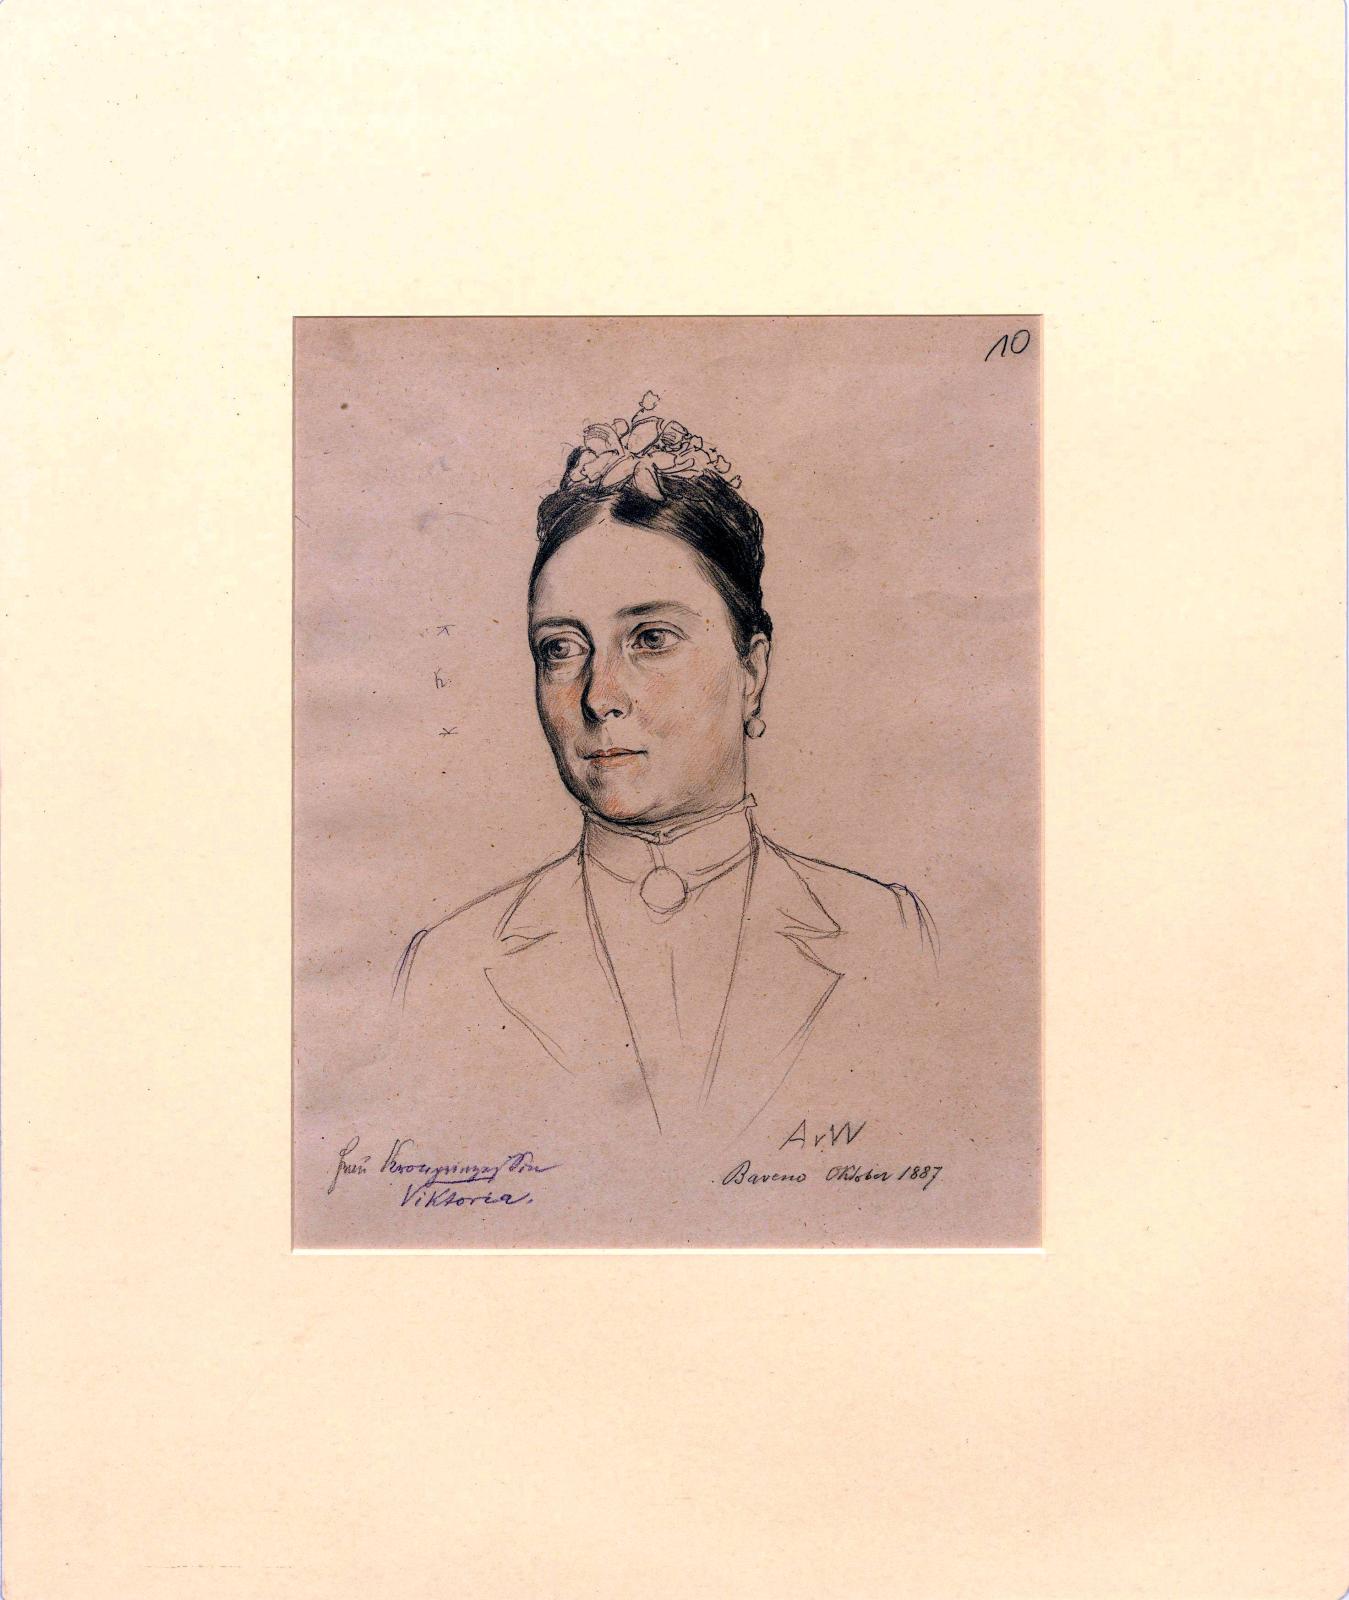 10
K
h.
K
AvW
Frau Kronprinzessin
Baveno Oktober 1887
Viktoria.